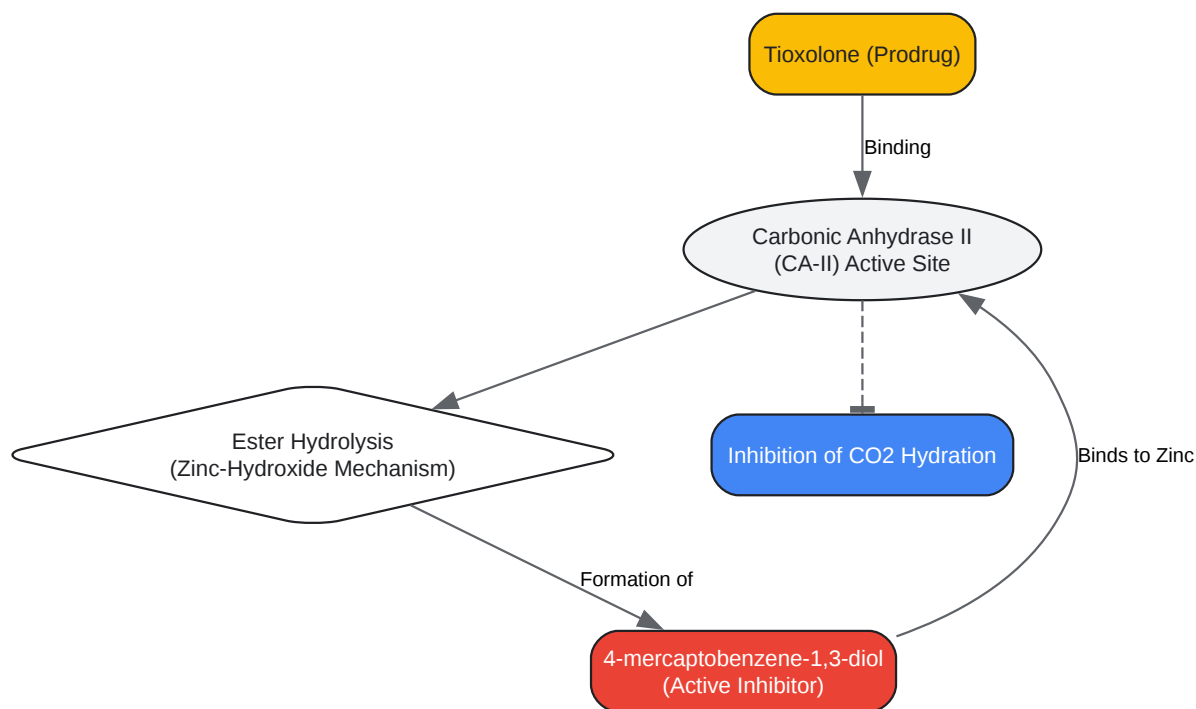 Tioxolone (Prodrug)
Binding
Carbonic Anhydrase II
(CA-II) Active Site
Ester Hydrolysis
(Zinc-Hydroxide Mechanism)
Inhibition of CO2 Hydration
Binds to Zinc
Formation of
4-mercaptobenzene-1,3-diol
(Active Inhibitor)